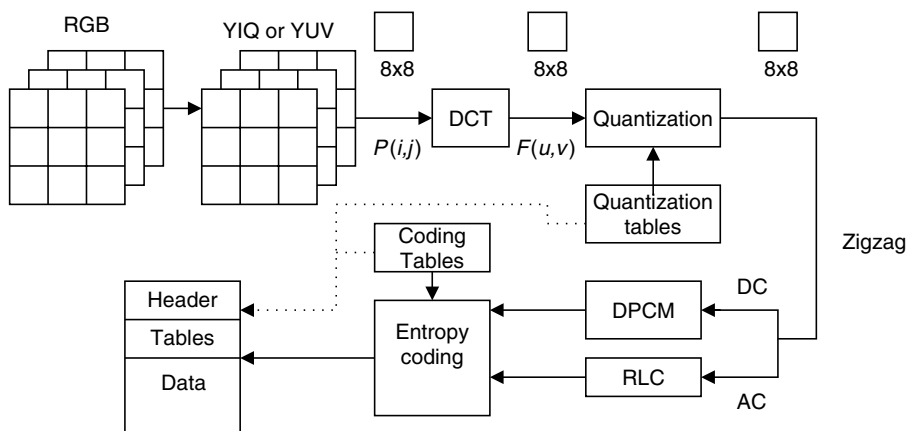 RGB
YIQ or YUV
8x8
8x8
8x8
DCT
Quantization
P(i,j)
F(u,v)
Quantization
tables
Coding
Tables
Zigzag
Header
Tables
Data
Entropy
coding
DPCM
DC
RLC
AC